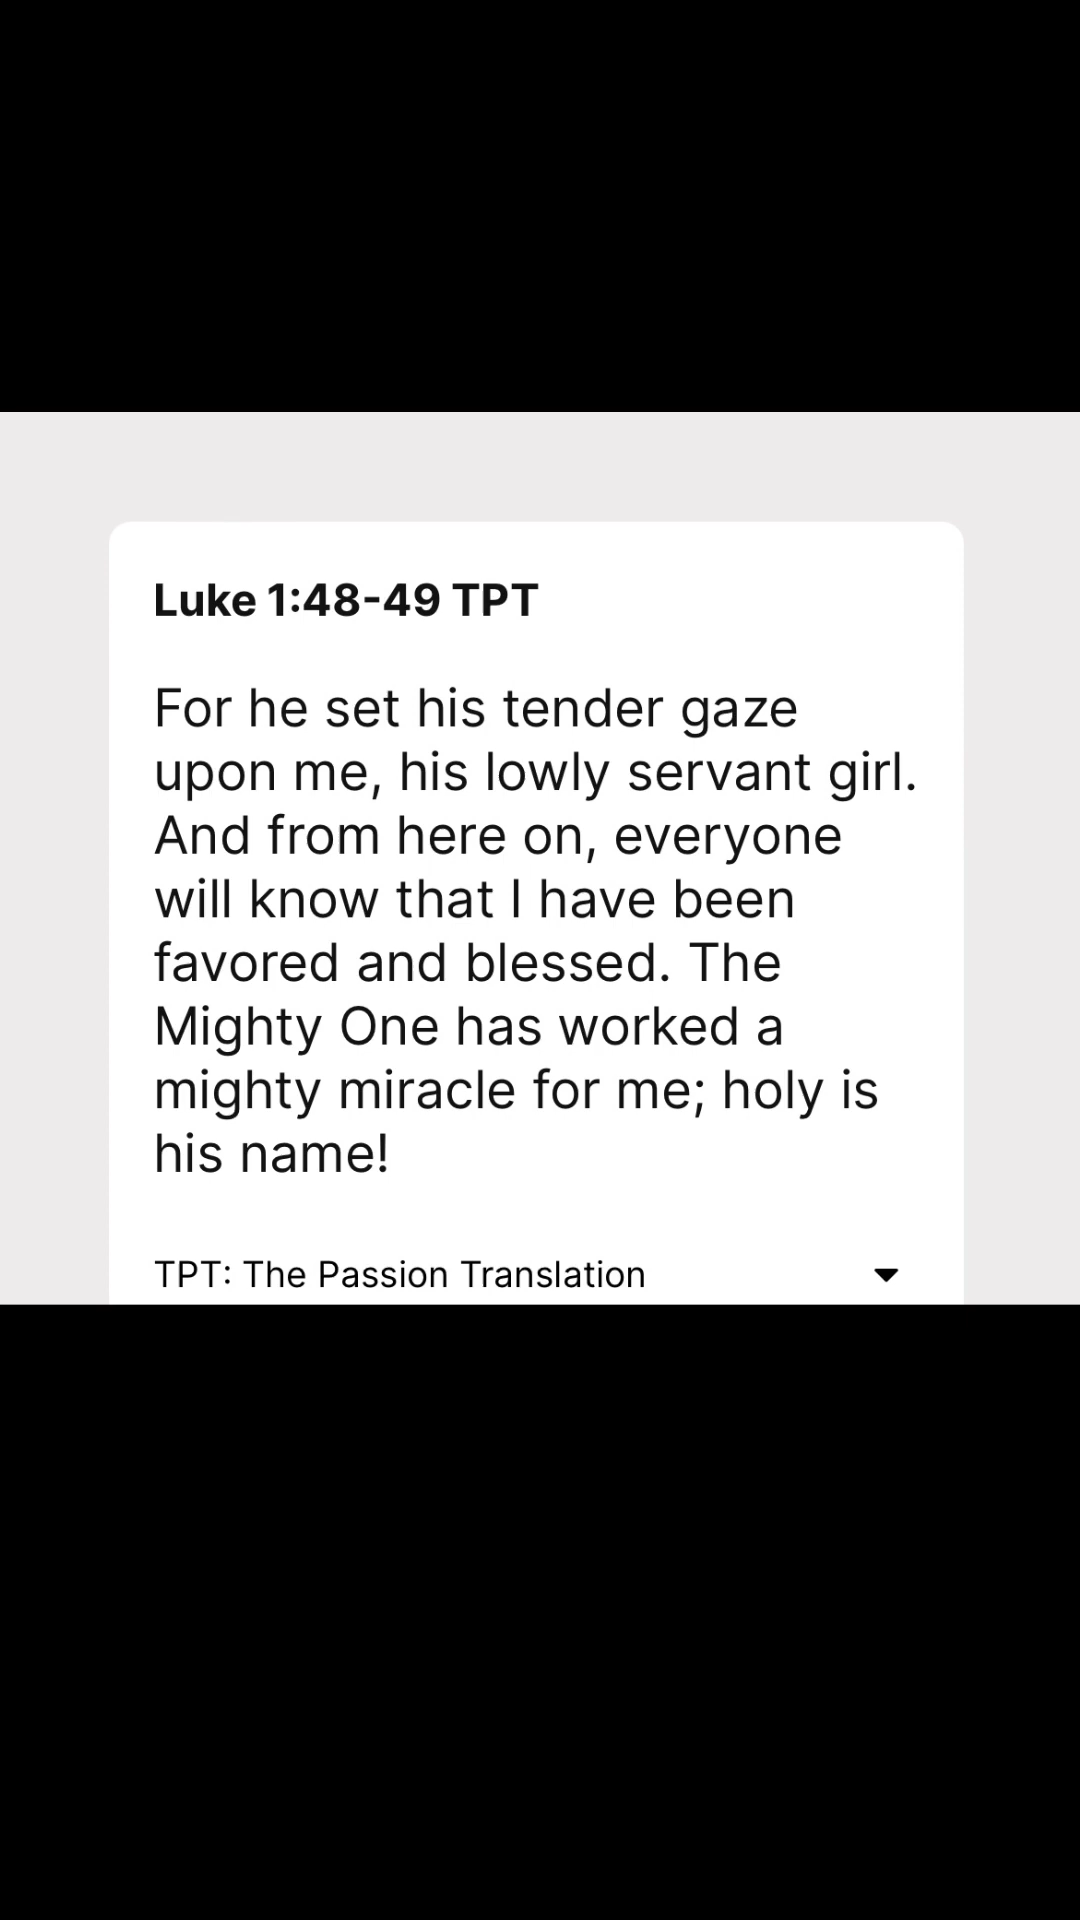 Luke 1:48-49 TPT
For he set his tender gaze
upon me, his lowly servant girl.
And from here on, everyone
will know that I have been
favored and blessed. The
Mighty One has worked a
mighty miracle for me; holy is
his name!
TPT: The Passion Translation